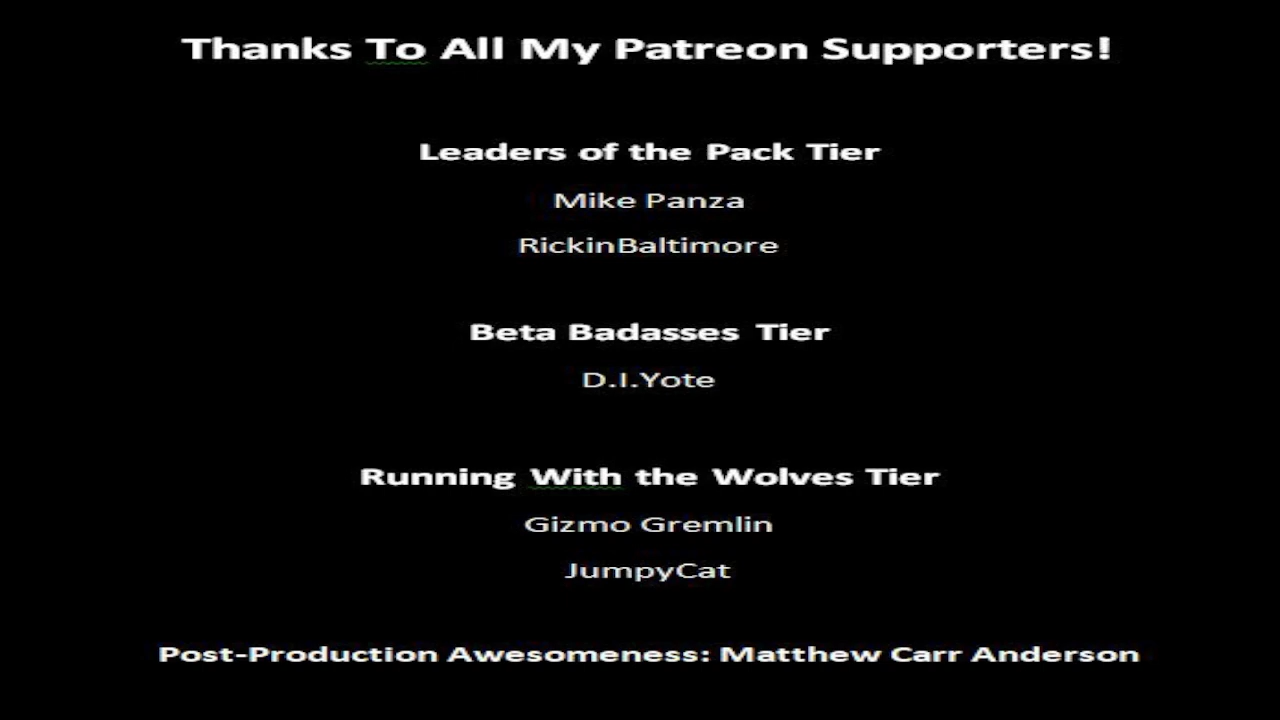 Thanks To All My Patreon Supporters!
Leaders of the Pack Tier
Mike Panza
RickinBaltimore
Beta Badasses Tier
D.I.Yote
Running With the Wolves Tier
Gizmo Gremlin
JumpyCat
Post-Production Awesomeness: Matthew Carr Anderson